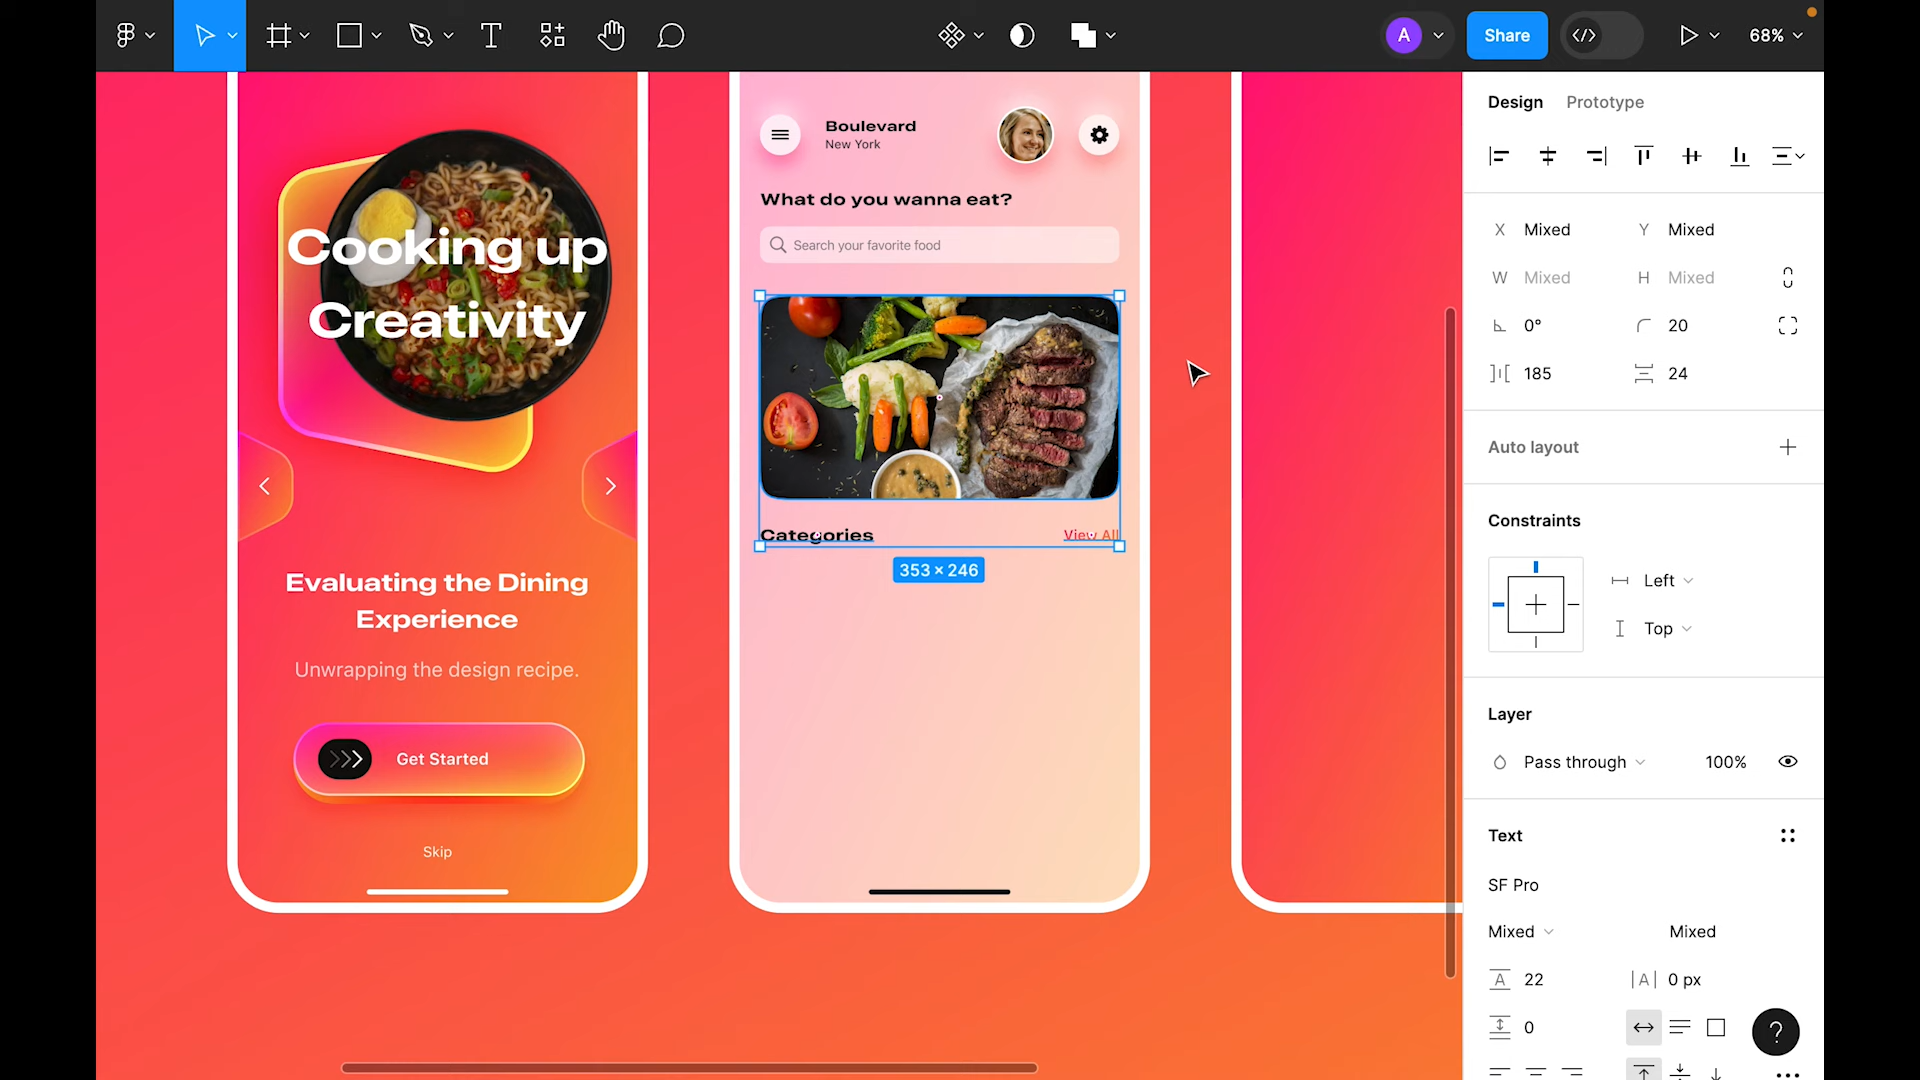 A
Share
68%
Design
Prototype
Boulevard
New York
What do you wanna eat?
Search your favorite food
Cooking up
Creativity
Categories
View All
353 × 246
Evaluating the Dining
Experience
Unwrapping the design recipe.
Get Started
Skip
X Mixed
Y Mixed
W Mixed
H Mixed
0°
20
185
24
Auto layout
Constraints
Left
Top
Layer
Pass through
100%
Text
SF Pro
Mixed
Mixed
A 22
|A| 0 px
0
?